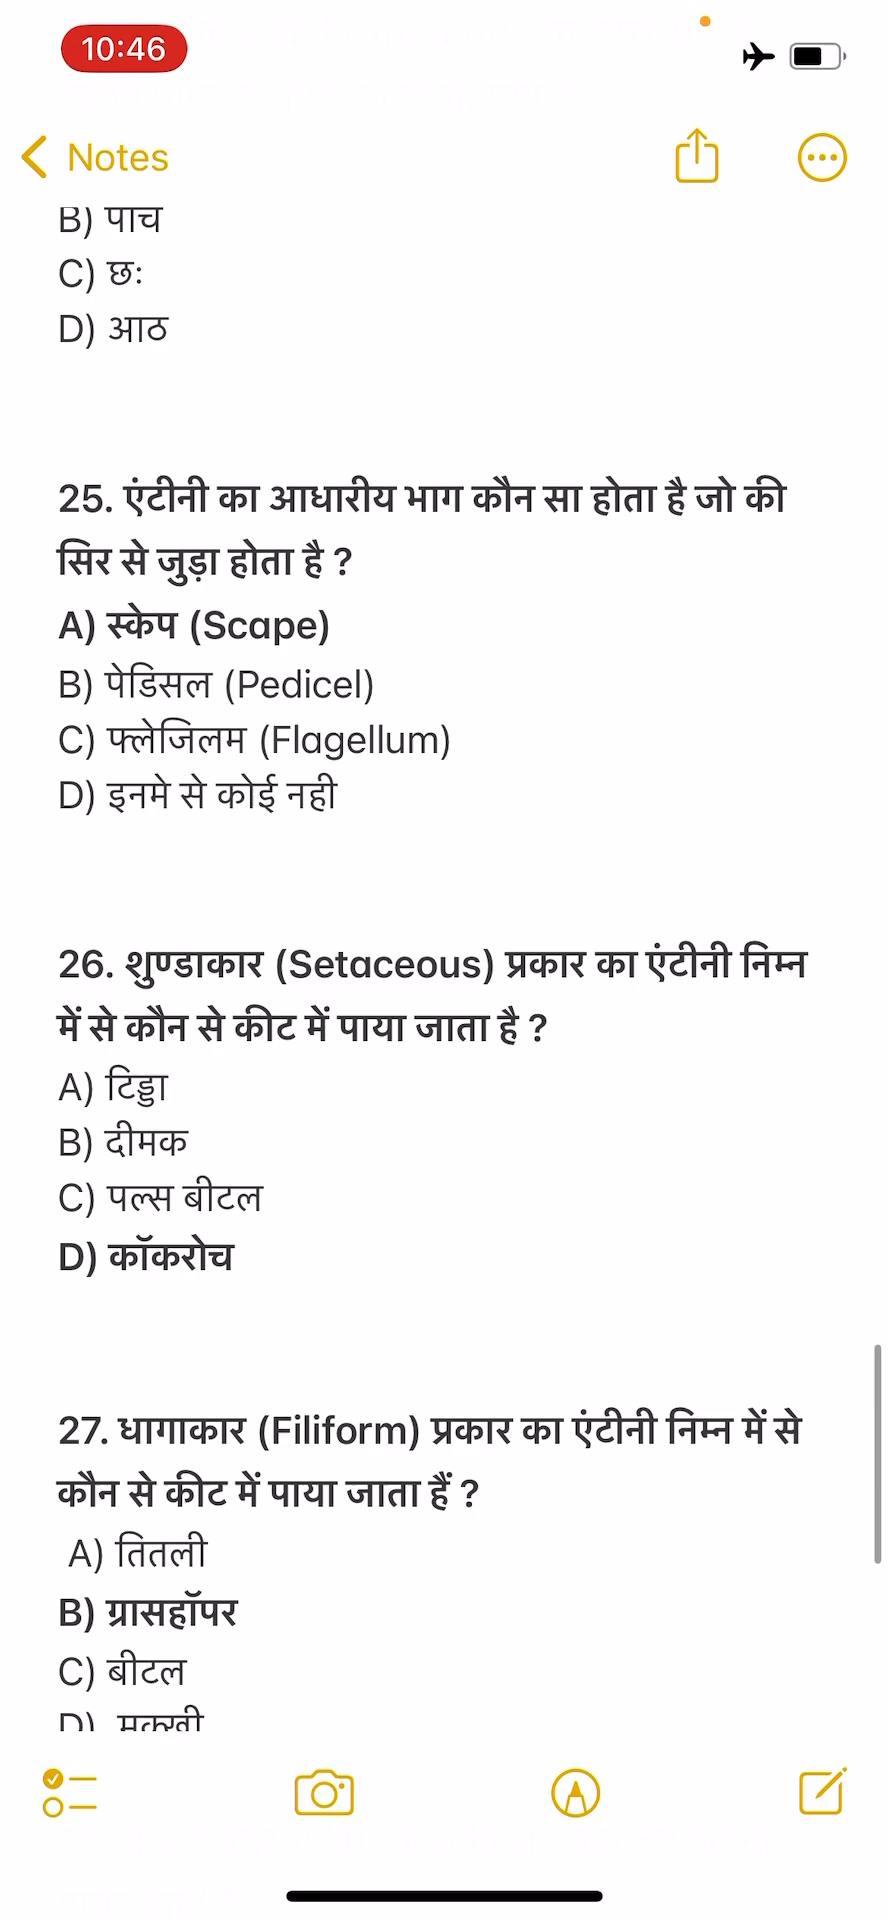 10:46
Notes
B) पाच
C) छः
D) आठ
25. एंटीनी का आधारीय भाग कौन सा होता है जो की
सिर से जुड़ा होता है ?
A) स्केप (Scape)
B) पेडिसल (Pedicel)
C) फ्लेजिलम (Flagellum)
D) इनमे से कोई नही
26. शुण्डाकार (Setaceous) प्रकार का एंटीनी निम्न
में से कौन से कीट में पाया जाता है ?
A) टिड्डा
B) दीमक
C) पल्स बीटल
D) कॉकरोच
27. धागाकार (Filiform) प्रकार का एंटीनी निम्न में से
कौन से कीट में पाया जाता हैं ?
A) तितली
B) ग्रासहॉपर
C) बीटल
D) मक्खी